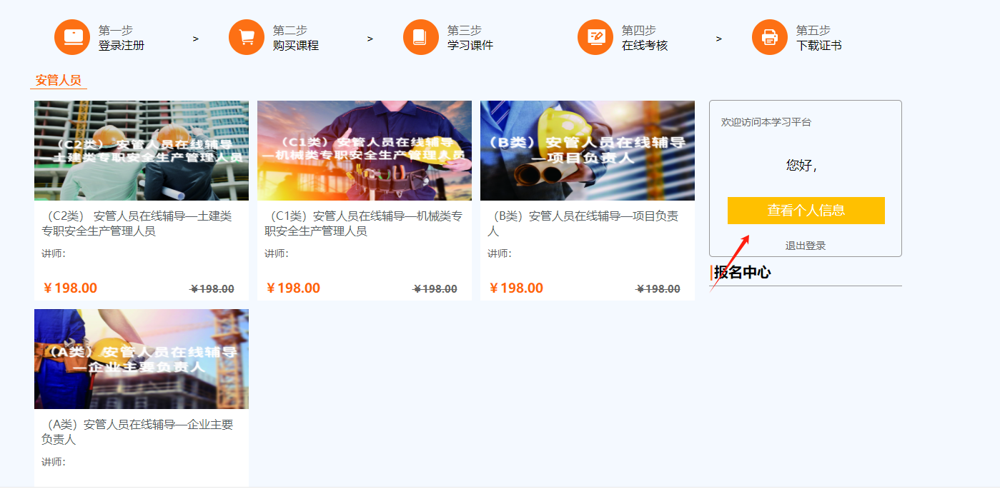 第一步
登录注册
>
第二步
购买课程
>
第三步
学习课件
第四步
在线考核
>
第五步
下载证书
安管人员
（C2类） 安管人员在线辅导
—土建类专职安全生产管理人员
（C2类） 安管人员在线辅导—土建类
专职安全生产管理人员
讲师：
￥198.00
￥198.00
（C1类）安管人员在线辅导
—机械类专职安全生产管理人员
（C1类）安管人员在线辅导—机械类专
职安全生产管理人员
讲师：
￥198.00
￥198.00
（B类）安管人员在线辅导
—项目负责人
（B类）安管人员在线辅导—项目负责
人
讲师：
￥198.00
￥198.00
欢迎访问本学习平台
您好，
查看个人信息
退出登录
报名中心
（A类）安管人员在线辅导
—企业主要负责人
（A类）安管人员在线辅导—企业主要
负责人
讲师：